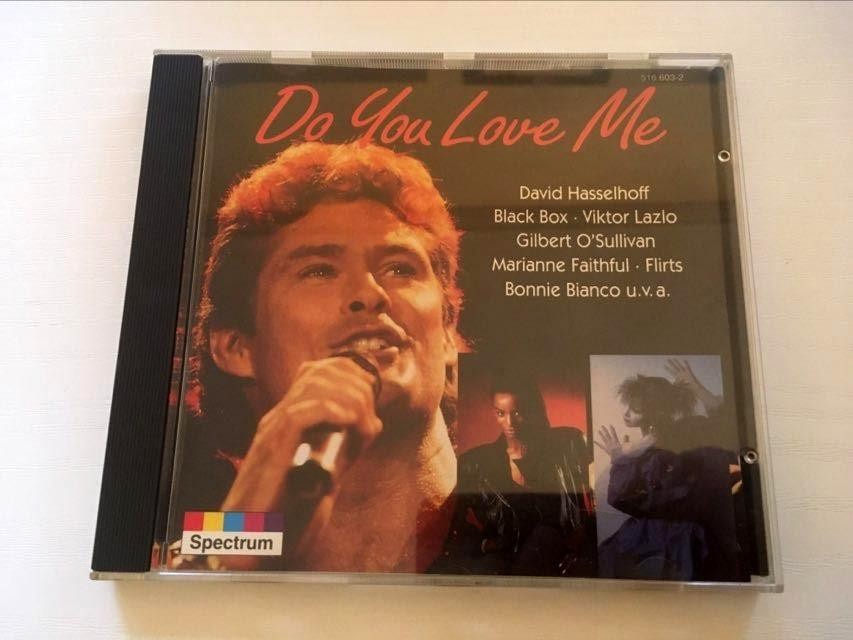 516 603-2
Do You Love Me
David Hasselhoff
Black Box · Viktor Lazlo
Gilbert O'Sullivan
Marianne Faithful · Flirts
Bonnie Bianco u.v.a.
Spectrum